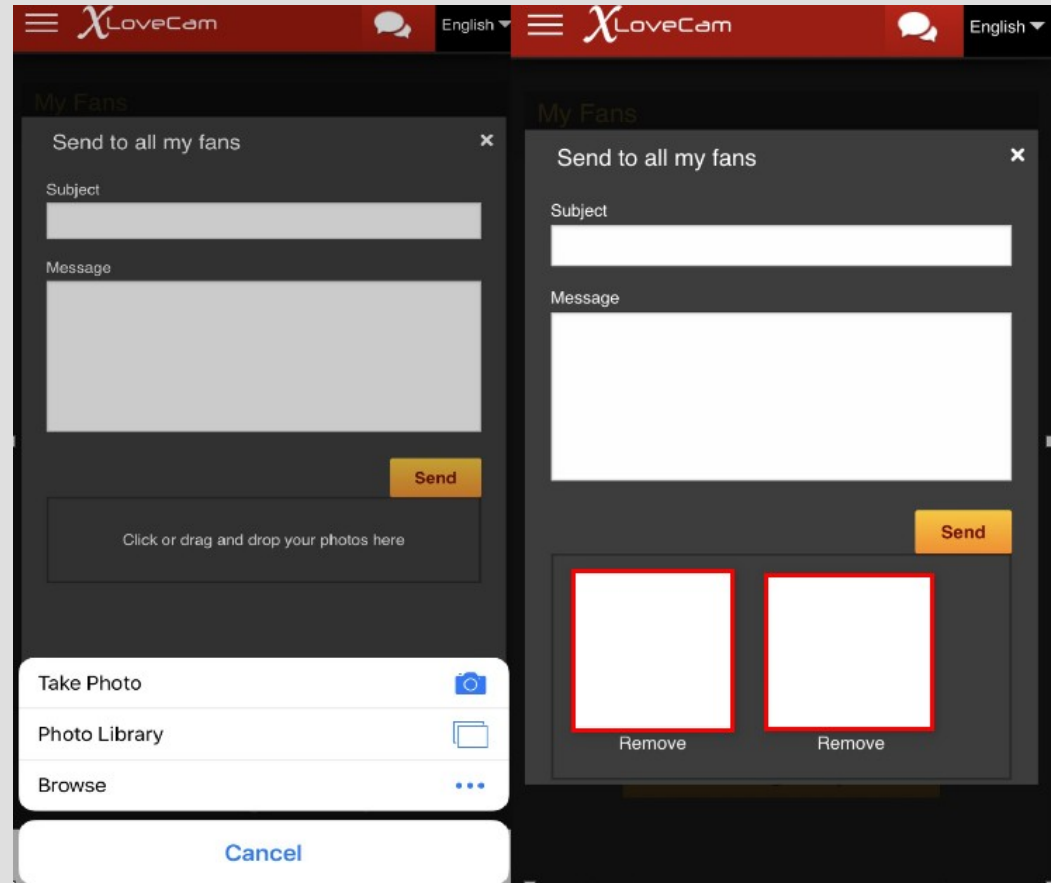 XLoveCam
English
My Fans
Send to all my fans
×
Subject
Message
Send
Click or drag and drop your photos here
Take Photo
Photo Library
Browse
Cancel
XLoveCam
English
My Fans
Send to all my fans
×
Subject
Message
Send
Remove Remove